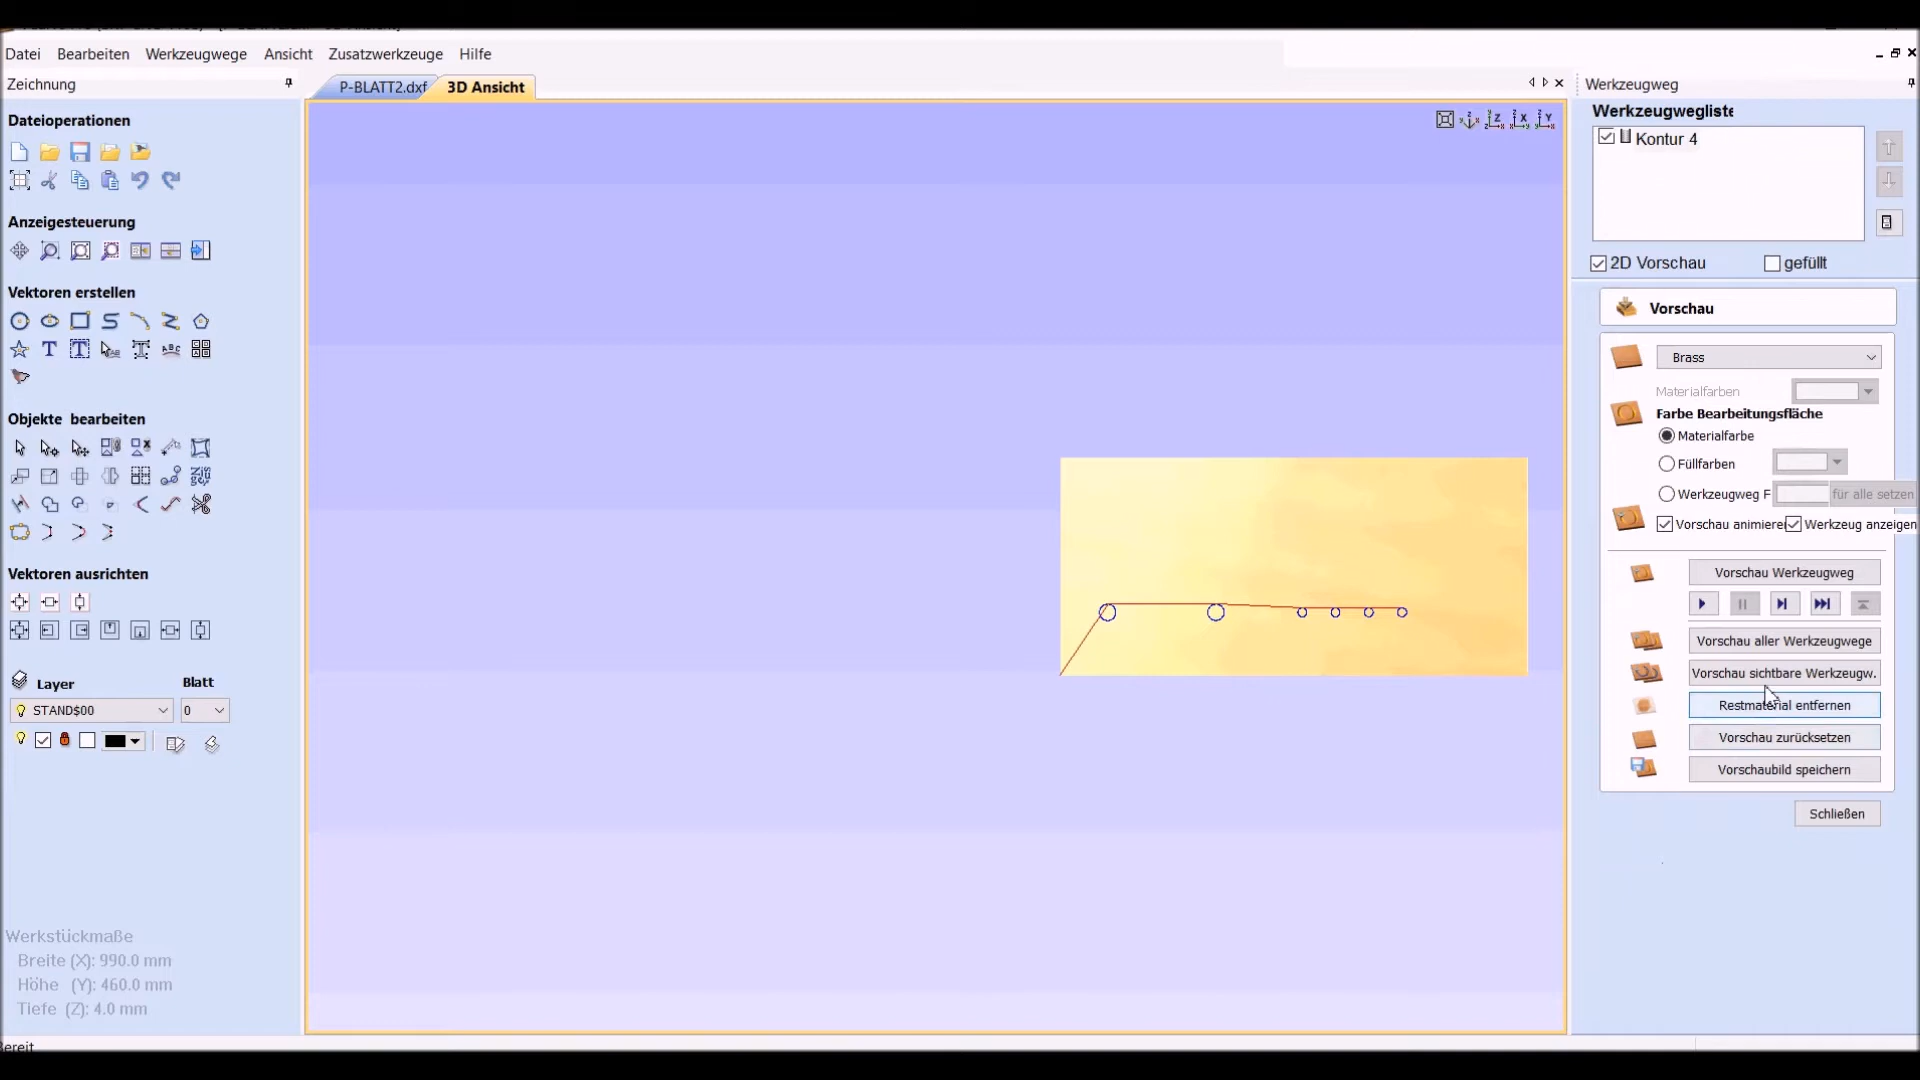 Datei Bearbeiten Werkzeugwege Ansicht Zusatzwerkzeuge Hilfe
Zeichnung
P-BLATT2.dxf 3D Ansicht
Werkzeugweg
Dateioperationen
Anzeigesteuerung
Vektoren erstellen
Objekte bearbeiten
Vektoren ausrichten
Layer Blatt
STAND$00 0
Werkstückmaße
Breite (X): 990.0 mm
Höhe (Y): 460.0 mm
Tiefe (Z): 4.0 mm
Werkzeugwegliste
Kontur 4
2D Vorschau gefüllt
Vorschau
Brass
Materialfarben
Farbe Bearbeitungsfläche
Materialfarbe
Füllfarben
Werkzeugweg F für alle setzen
Vorschau animieren Werkzeug anzeigen
Vorschau Werkzeugweg
Vorschau aller Werkzeugwege
Vorschau sichtbare Werkzeugw.
Restmaterial entfernen
Vorschau zurücksetzen
Vorschaubild speichern
Schließen
Bereit